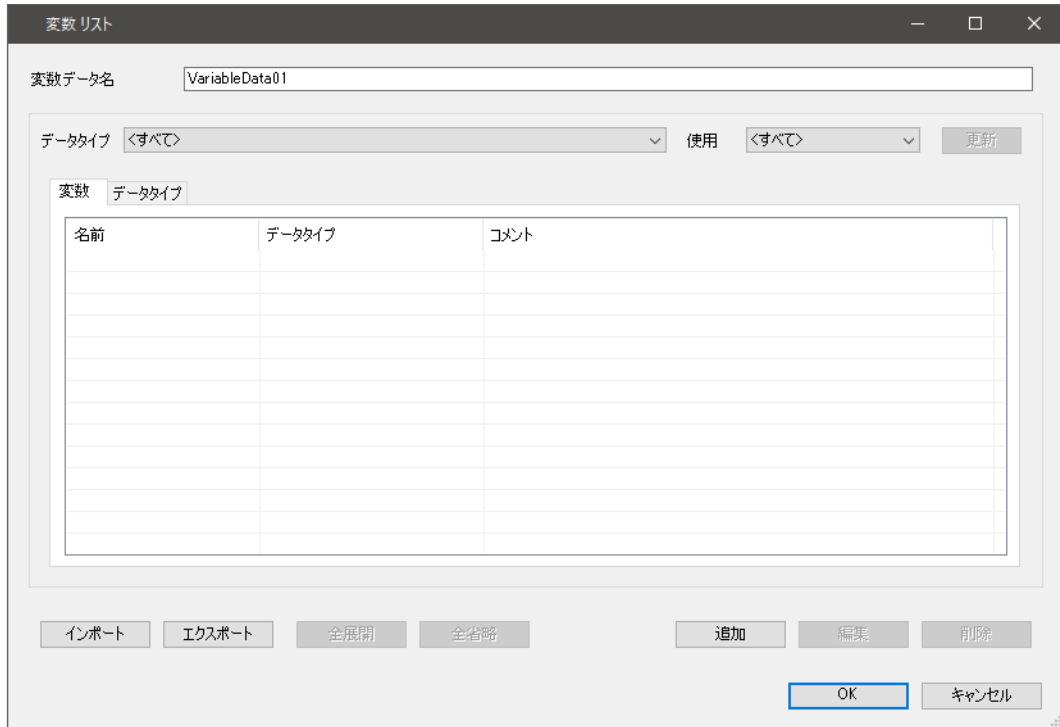 変数 リスト
変数データ名 VariableData01
データタイプ <すべて> 使用 <すべて> 更新
変数 データタイプ
名前 データタイプ コメント
インポート エクスポート 全展開 全省略 追加 編集 削除
OK キャンセル